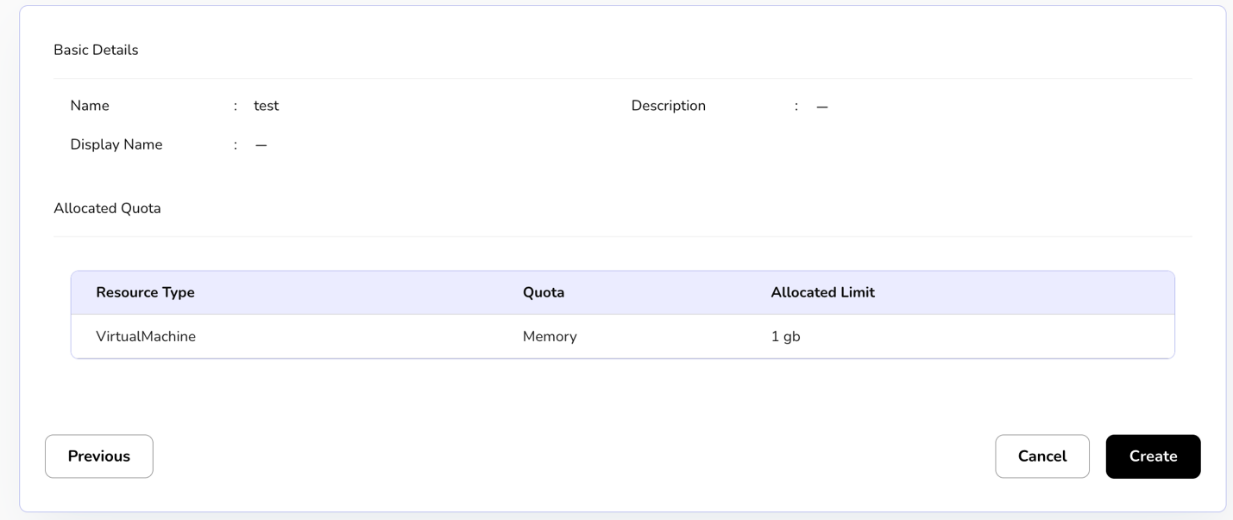 Basic Details
Name : test Description : —
Display Name : —
Allocated Quota
Resource Type Quota Allocated Limit
VirtualMachine Memory 1 gb
Previous Cancel Create